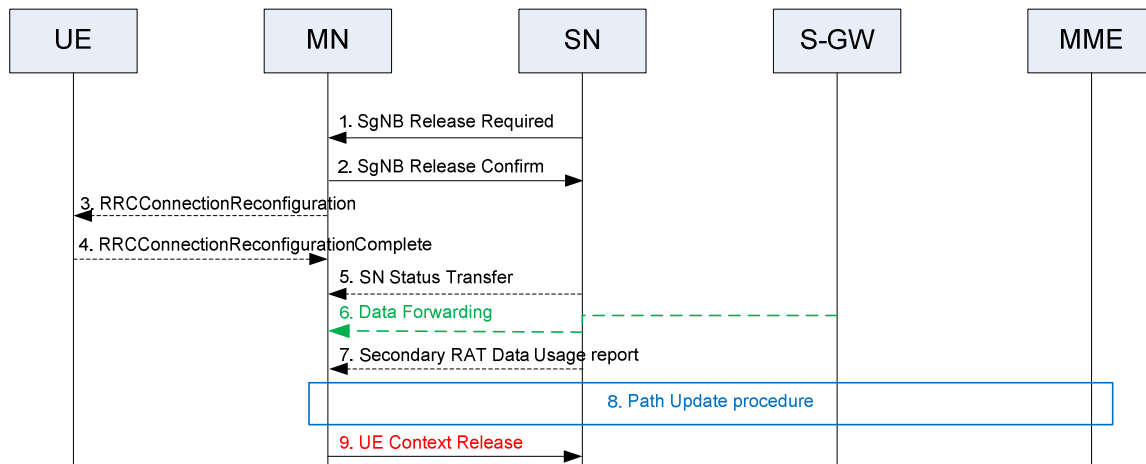 UE
MN
SN
S-GW
MME
1. SgNB Release Required
2. SgNB Release Confirm
3. RRCConnectionReconfiguration
4. RRCConnectionReconfigurationComplete
5. SN Status Transfer
6. Data Forwarding
7. Secondary RAT Data Usage report
8. Path Update procedure
9. UE Context Release